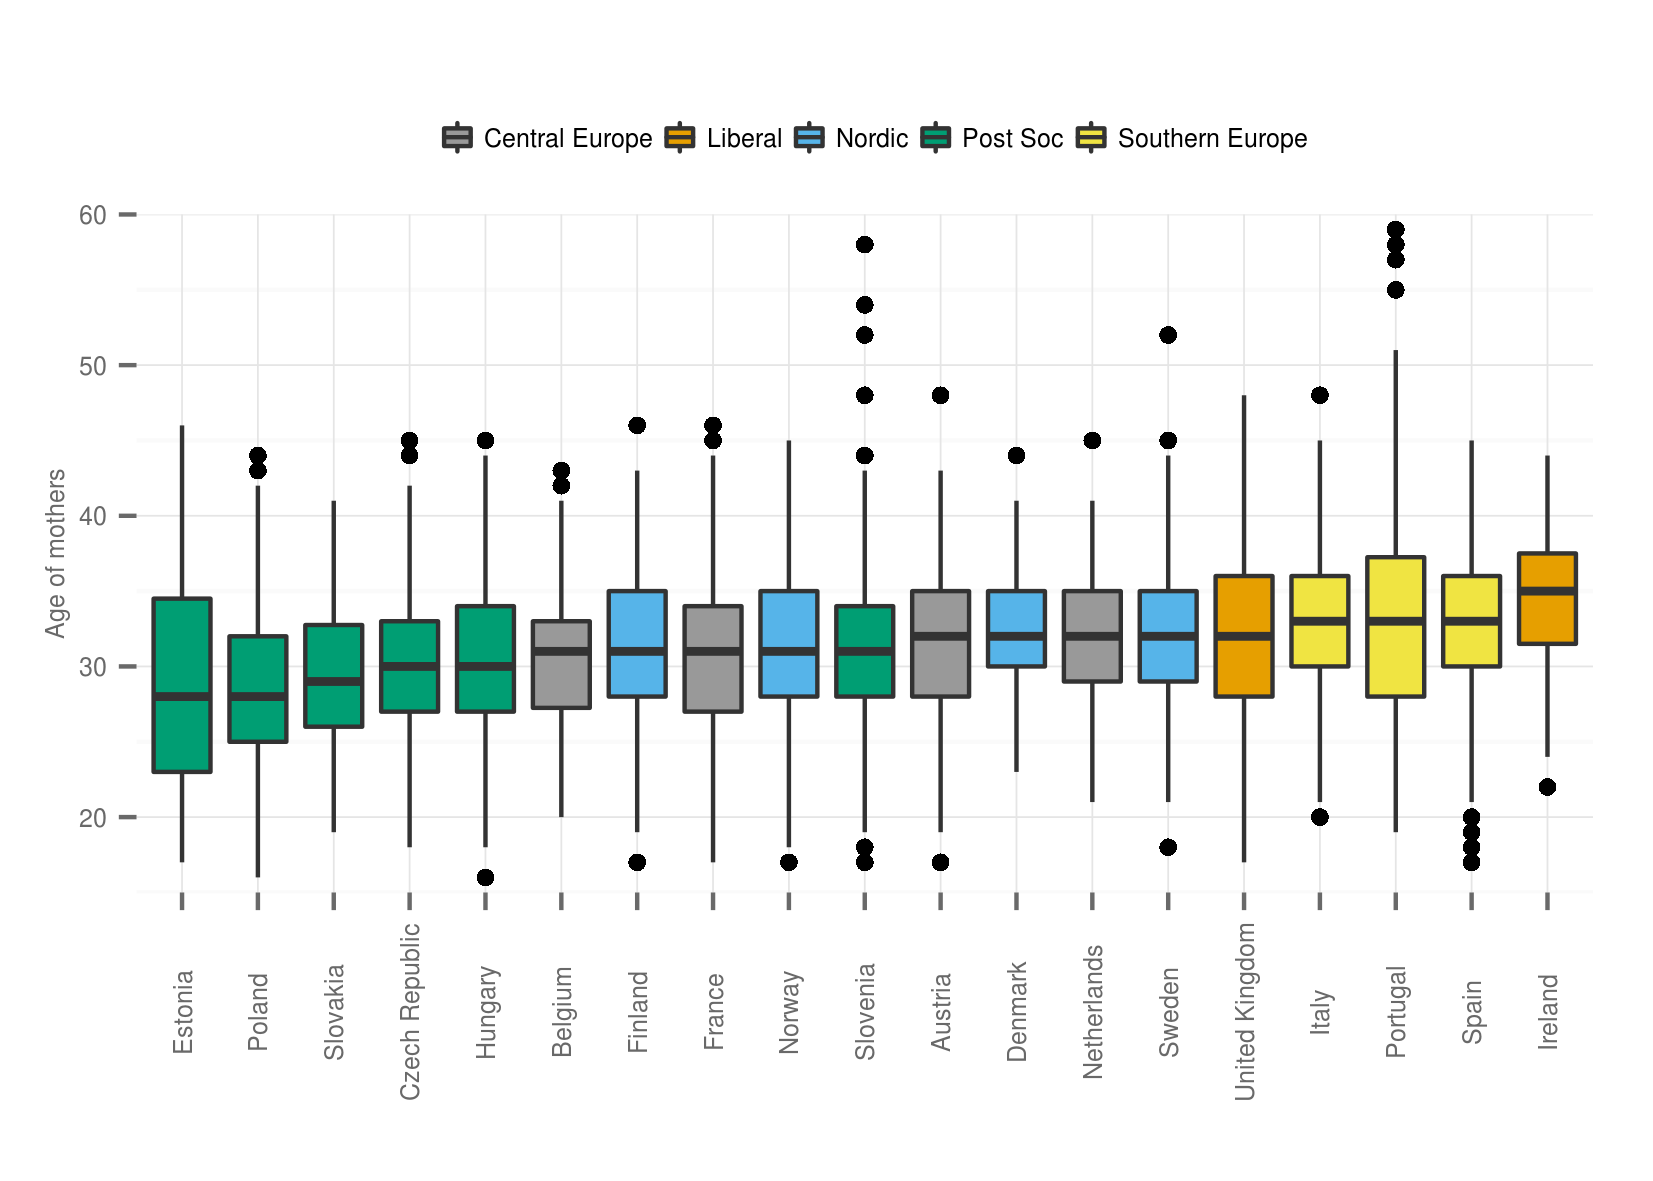 Central Europe Liberal Nordic Post Soc Southern Europe
60
50
40
30
20
Age of mothers
Estonia
Poland
Slovakia
Czech Republic
Hungary
Belgium
Finland
France
Norway
Slovenia
Austria
Denmark
Netherlands
Sweden
United Kingdom
Italy
Portugal
Spain
Ireland